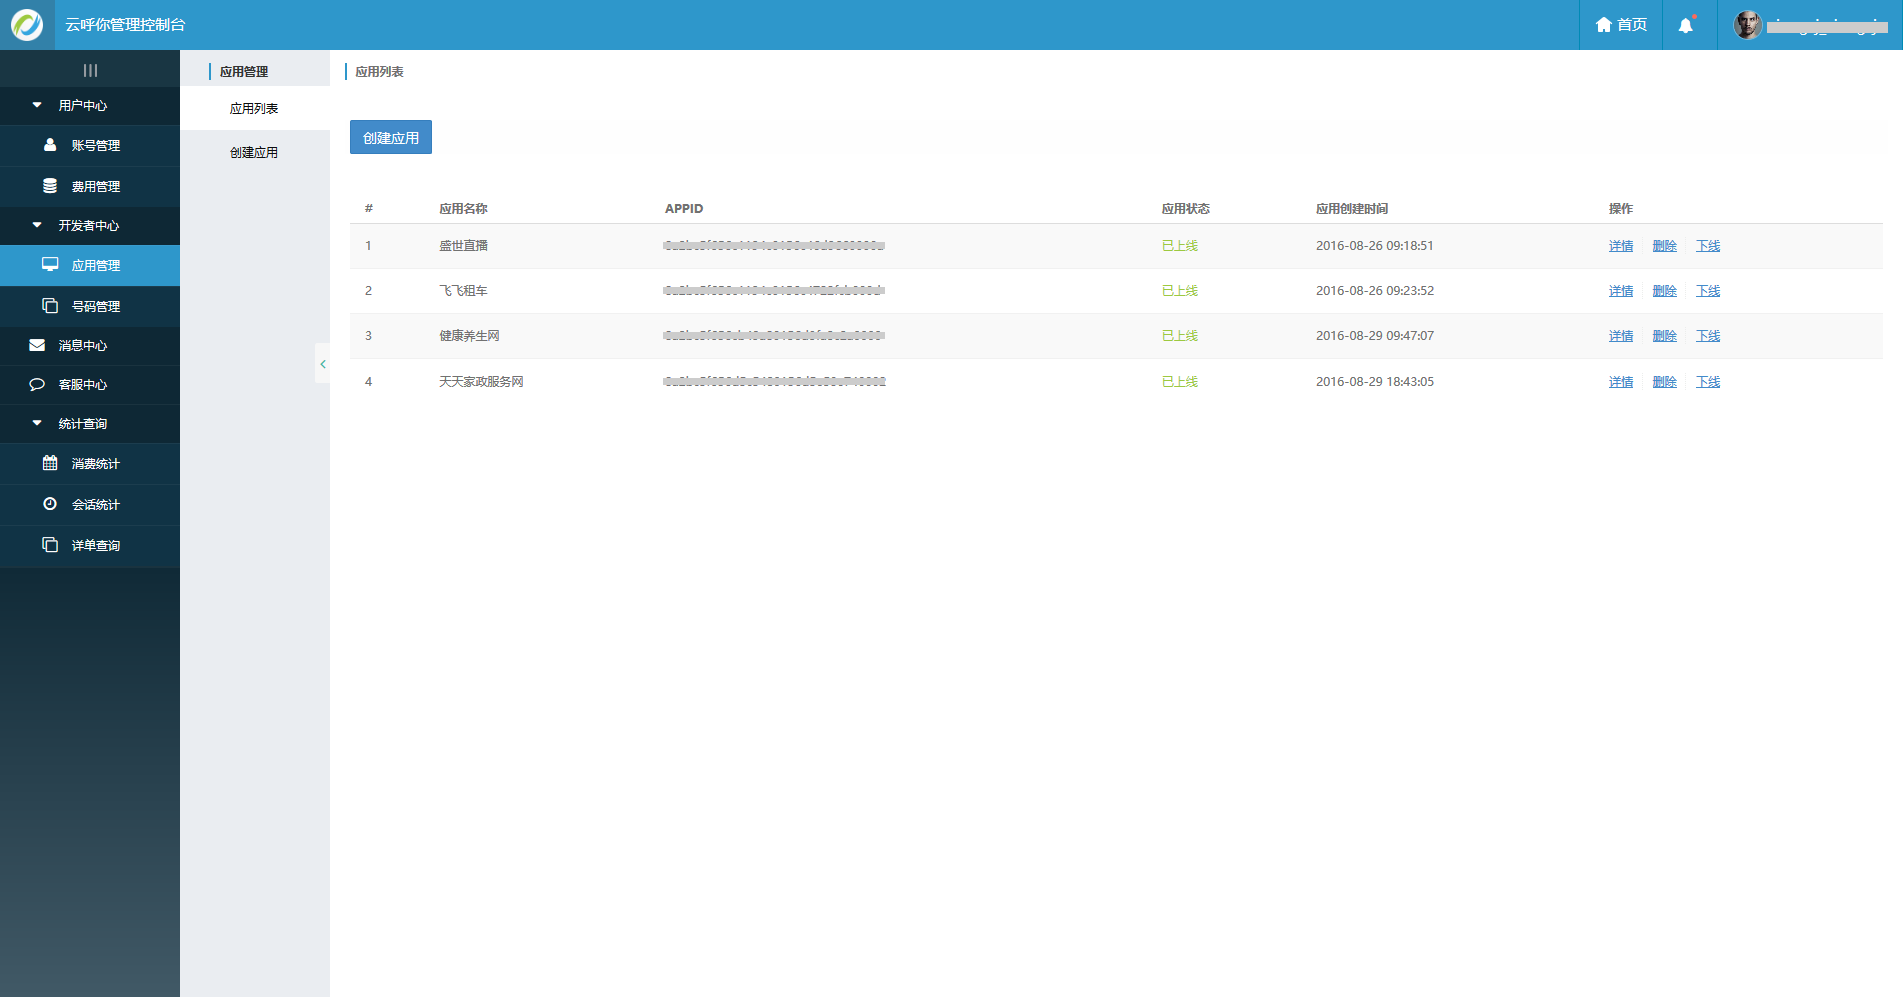 云呼你管理控制台
首页
用户中心
账号管理
费用管理
开发者中心
应用管理
号码管理
消息中心
客服中心
统计查询
消费统计
会话统计
详单查询
应用管理
应用列表
创建应用
应用列表
创建应用
# 应用名称 APPID 应用状态 应用创建时间 操作
1 盛世直播 已上线 2016-08-26 09:18:51 详情 删除 下线
2 飞飞租车 已上线 2016-08-26 09:23:52 详情 删除 下线
3 健康养生网 已上线 2016-08-29 09:47:07 详情 删除 下线
4 天天家政服务网 已上线 2016-08-29 18:43:05 详情 删除 下线